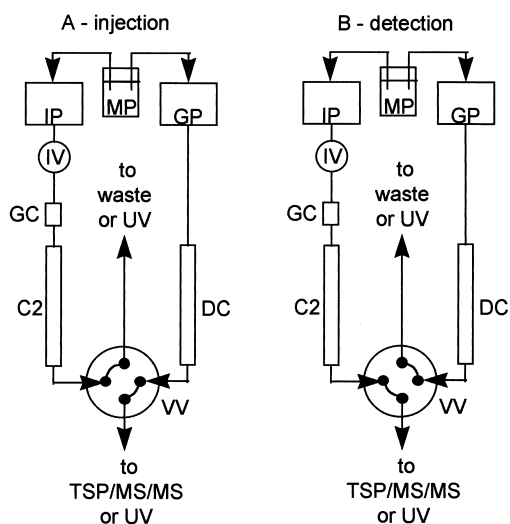 A - injection
IP
MP
GP
IV
to
waste
or UV
GC
C2
DC
VV
to
TSP/MS/MS
or UV
B - detection
IP
MP
GP
IV
to
waste
or UV
GC
C2
DC
VV
to
TSP/MS/MS
or UV